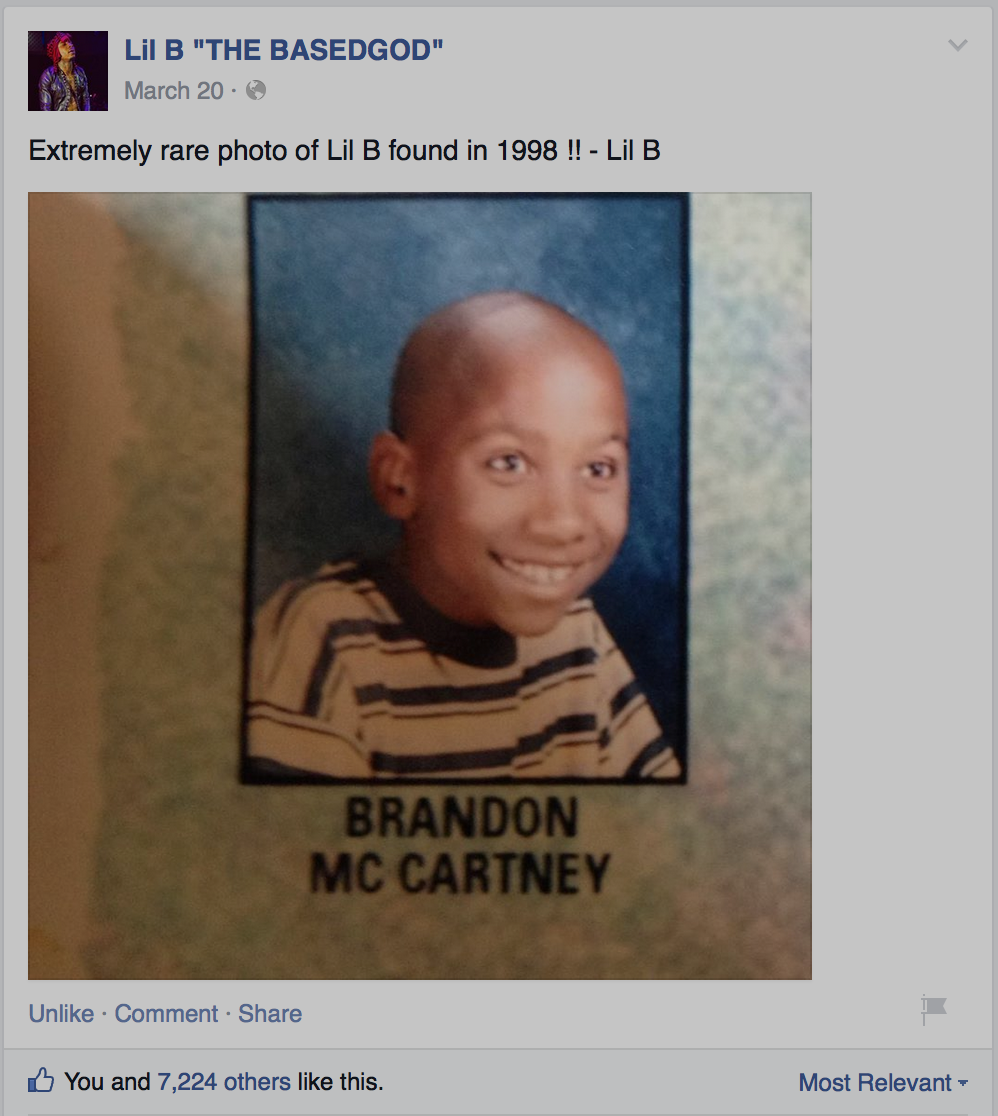 Lil B "THE BASEDGOD"
March 20 ·
Extremely rare photo of Lil B found in 1998 !! - Lil B
BRANDON
MC CARTNEY
Unlike · Comment · Share
You and 7,224 others like this.
Most Relevant